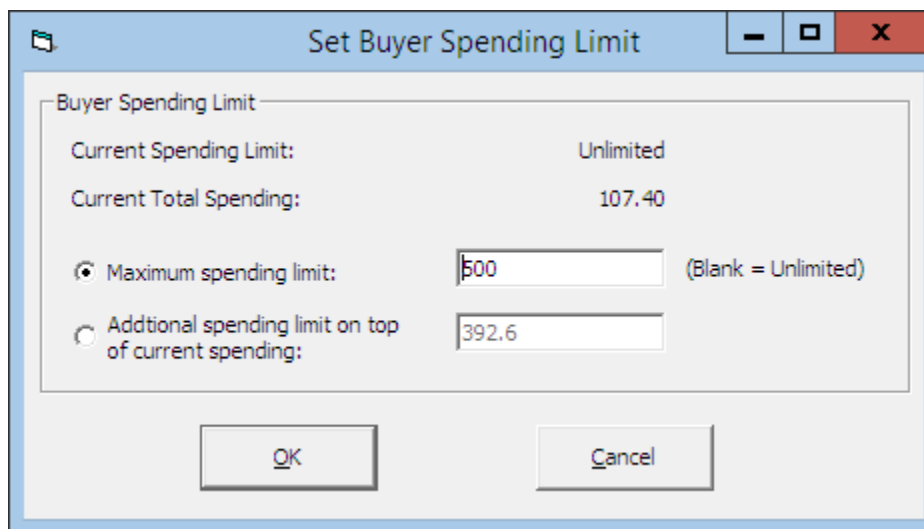 Set Buyer Spending Limit
Buyer Spending Limit
Current Spending Limit: Unlimited
Current Total Spending: 107.40
Maximum spending limit: 500 (Blank = Unlimited)
Addtional spending limit on top
of current spending: 392.6
OK Cancel